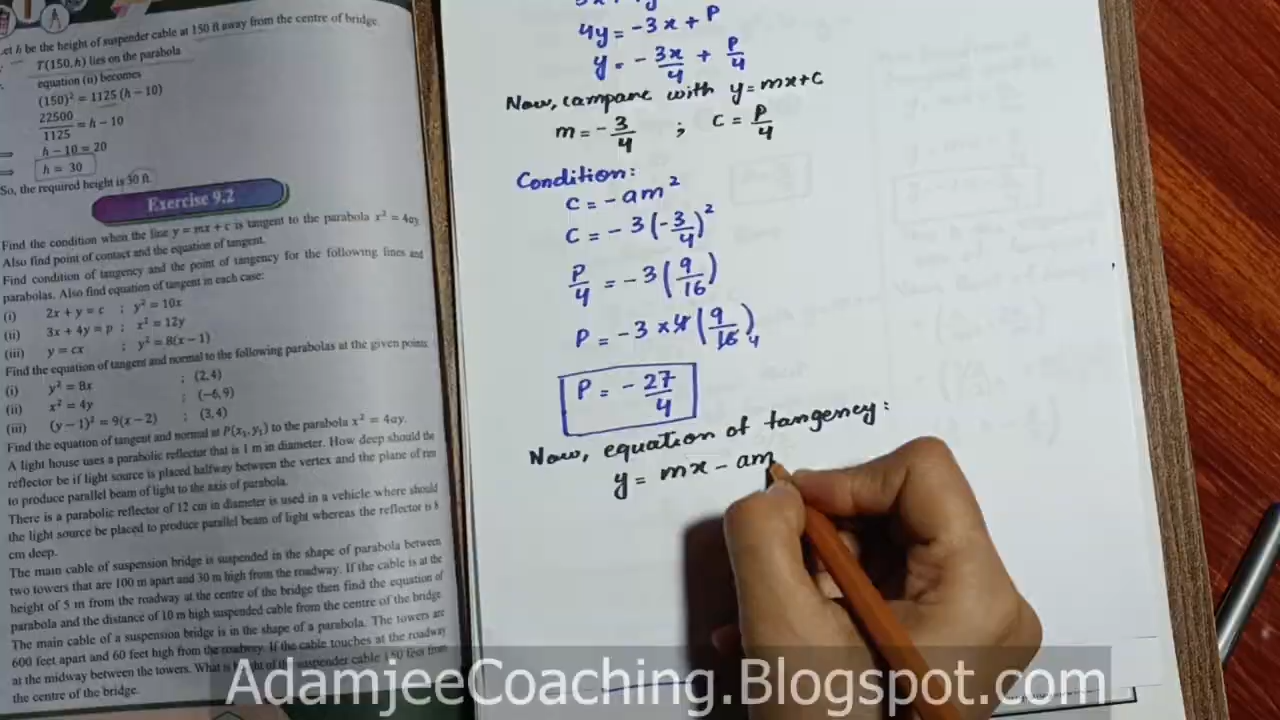 Let h be the height of suspender cable at 150 ft away from the centre of bridge.
T(150, h) lies on the parabola
equation (ii) becomes
(150)² = 1125 (h − 10)
22500/1125 = h − 10
⟹ h − 10 = 20
⟹ h = 30
So, the required height is 30 ft.
Exercise 9.2
Find the condition when the line y = mx + c is tangent to the parabola x² = 4ay.
Also find point of contact and the equation of tangent.
Find condition of tangency and the point of tangency for the following lines and
parabolas. Also find equation of tangent in each case:
(i) 2x + y = c ; y² = 10x
(ii) 3x + 4y = p ; x² = 12y
(iii) y = cx ; y² = 8(x − 1)
Find the equation of tangent and normal to the following parabolas at the given points:
(i) y² = 8x ; (2,4)
(ii) x² = 4y ; (−6,9)
(iii) (y − 1)² = 9(x − 2) ; (3,4)
Find the equation of tangent and normal at P(x₁, y₁) to the parabola x² = 4ay.
A light house uses a parabolic reflector that is 1 m in diameter. How deep should the
reflector be if light source is placed halfway between the vertex and the plane of rim
to produce parallel beam of light to the axis of parabola.
There is a parabolic reflector of 12 cm in diameter is used in a vehicle where should
the light source be placed to produce parallel beam of light whereas the reflector is 8
cm deep.
The main cable of suspension bridge is suspended in the shape of parabola between
two towers that are 100 m apart and 30 m high from the roadway. If the cable is at the
height of 5 m from the roadway at the centre of the bridge then find the equation of
parabola and the distance of 10 m high suspended cable from the centre of the bridge
The main cable of a suspension bridge is in the shape of a parabola. The towers are
600 feet apart and 60 feet high from the roadway. If the cable touches at the roadway
at the midway between the towers. What is height of the suspender cable 150 feet from
the centre of the bridge.
4y = -3x + P
y = - 3x/4 + P/4
Now, campare with y = mx+c
m = - 3/4 ; c = P/4
Condition:
c = - am²
c = - 3 (-3/4)²
P/4 = - 3 (9/16)
P = - 3 × 4 (9/16) 4
P = - 27/4
Now, equation of tangency:
y = mx - am
AdamjeeCoaching.Blogspot.com